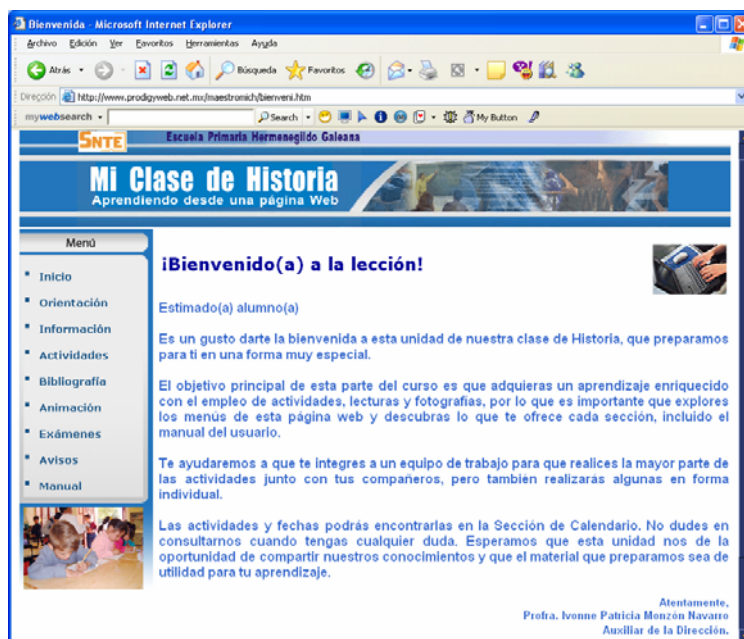 Bienvenida - Microsoft Internet Explorer
Archivo Edición Ver Favoritos Herramientas Ayuda
Atrás Búsqueda Favoritos
Dirección http://www.prodigyweb.net.mx/maestromich/bienveni.htm
mywebsearch Search My Button
SNTE Escuela Primaria Hermenegildo Galeana
Mi Clase de Historia
Aprendiendo desde una página Web
Menú
Inicio
Orientación
Información
Actividades
Bibliografía
Animación
Exámenes
Avisos
Manual
¡Bienvenido(a) a la lección!
Estimado(a) alumno(a)
Es un gusto darte la bienvenida a esta unidad de nuestra clase de Historia, que preparamos
para ti en una forma muy especial.
El objetivo principal de esta parte del curso es que adquieras un aprendizaje enriquecido
con el empleo de actividades, lecturas y fotografías, por lo que es importante que explores
los menús de esta página web y descubras lo que te ofrece cada sección, incluido el
manual del usuario.
Te ayudaremos a que te integres a un equipo de trabajo para que realices la mayor parte de
las actividades junto con tus compañeros, pero también realizarás algunas en forma
individual.
Las actividades y fechas podrás encontrarlas en la Sección de Calendario. No dudes en
consultarnos cuando tengas cualquier duda. Esperamos que esta unidad nos de la
oportunidad de compartir nuestros conocimientos y que el material que preparamos sea de
utilidad para tu aprendizaje.
Atentamente,
Profra. Ivonne Patricia Monzón Navarro
Auxiliar de la Dirección.